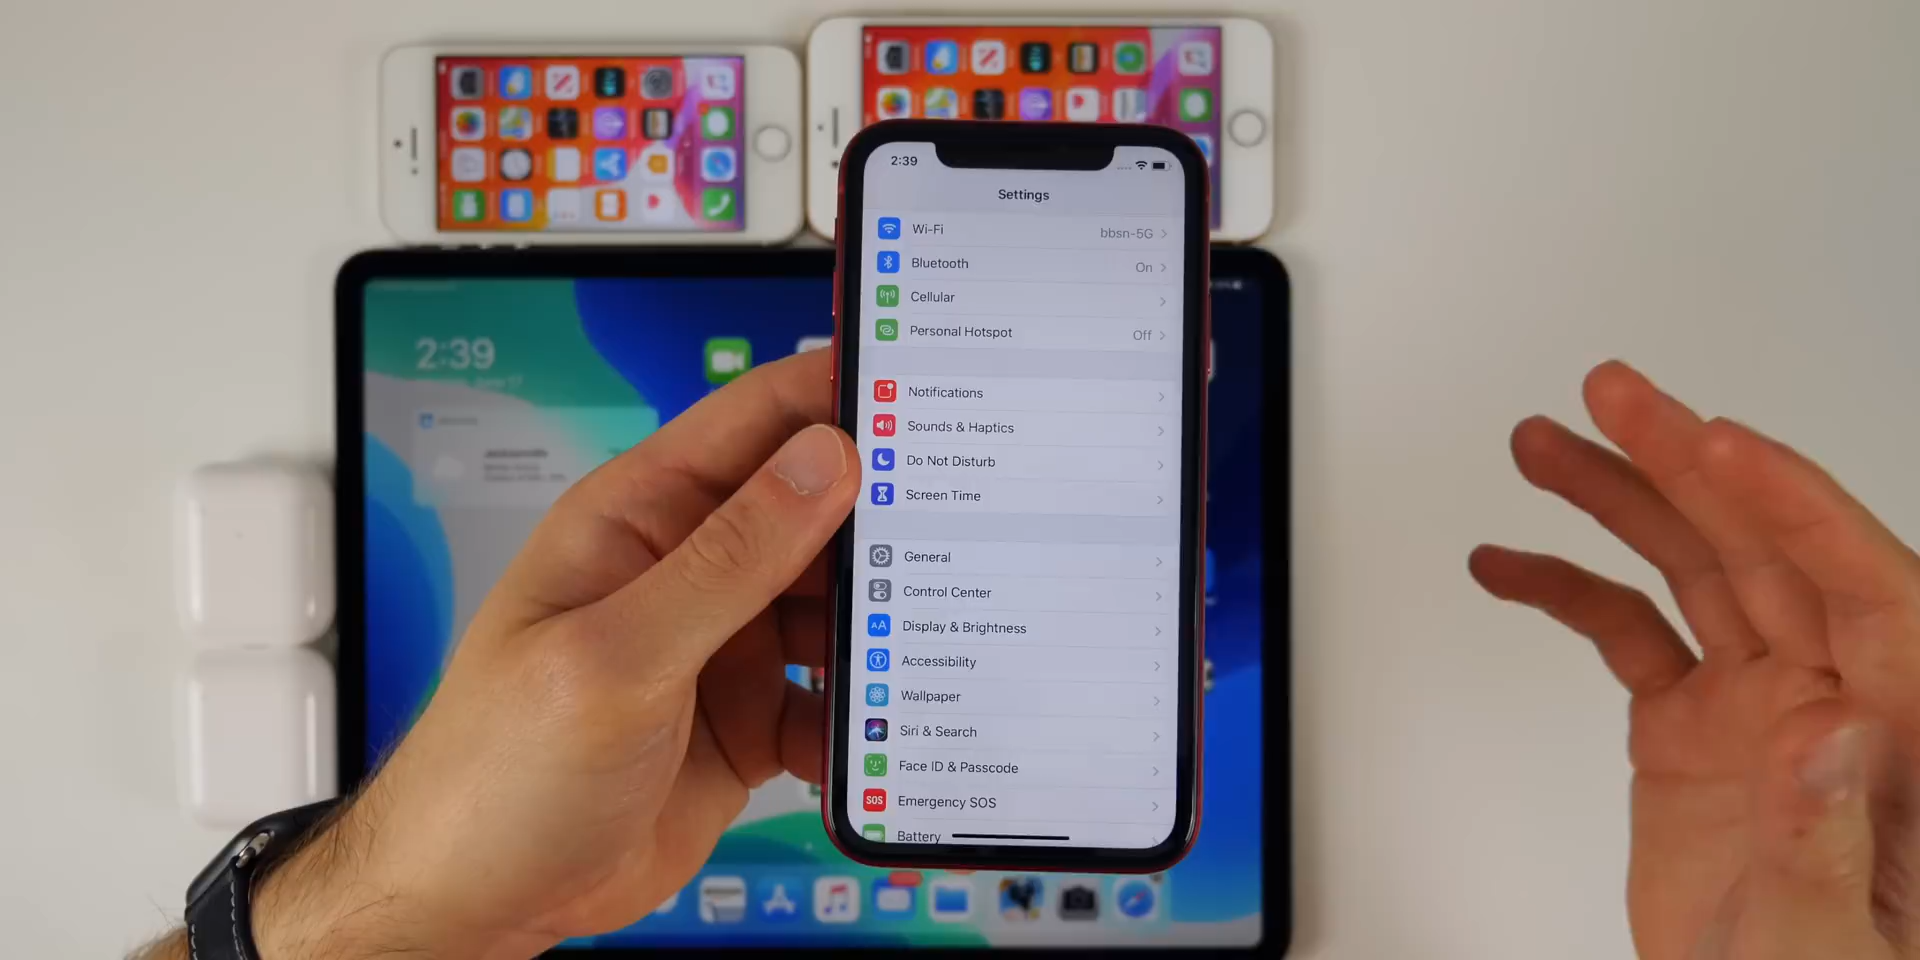 2:39
Settings
Wi-Fi
bbsn-5G
Bluetooth
On
Cellular
Personal Hotspot
Off
Notifications
Sounds & Haptics
Do Not Disturb
Screen Time
General
Control Center
Display & Brightness
AA
Accessibility
Wallpaper
Siri & Search
Face ID & Passcode
SOS
Emergency SOS
Battery
2:39